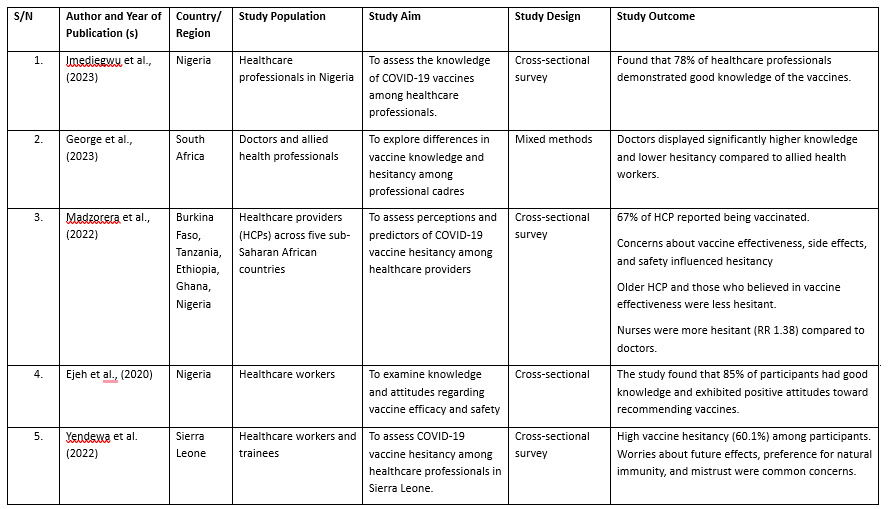 S/N
Author and Year of
Publication (s)
Country/
Region
Study Population
Study Aim
Study Design
Study Outcome
1.
Imediegwu et al.,
(2023)
Nigeria
Healthcare
professionals in Nigeria
To assess the knowledge
of COVID-19 vaccines
among healthcare
professionals.
Cross-sectional
survey
Found that 78% of healthcare professionals
demonstrated good knowledge of the vaccines.
2.
George et al.,
(2023)
South
Africa
Doctors and allied
health professionals
To explore differences in
vaccine knowledge and
hesitancy among
professional cadres
Mixed methods
Doctors displayed significantly higher knowledge
and lower hesitancy compared to allied health
workers.
3.
Madzorera et al.,
(2022)
Burkina
Faso,
Tanzania,
Ethiopia,
Ghana,
Nigeria
Healthcare providers
(HCPs) across five sub-
Saharan African
countries
To assess perceptions and
predictors of COVID-19
vaccine hesitancy among
healthcare providers
Cross-sectional
survey
67% of HCP reported being vaccinated.
Concerns about vaccine effectiveness, side effects,
and safety influenced hesitancy
Older HCP and those who believed in vaccine
effectiveness were less hesitant.
Nurses were more hesitant (RR 1.38) compared to
doctors.
4.
Ejeh et al., (2020)
Nigeria
Healthcare workers
To examine knowledge
and attitudes regarding
vaccine efficacy and safety
Cross-sectional
The study found that 85% of participants had good
knowledge and exhibited positive attitudes toward
recommending vaccines.
5.
Yendewa et al.
(2022)
Sierra
Leone
Healthcare workers and
trainees
To assess COVID-19
vaccine hesitancy among
healthcare professionals in
Sierra Leone.
Cross-sectional
survey
High vaccine hesitancy (60.1%) among participants.
Worries about future effects, preference for natural
immunity, and mistrust were common concerns.